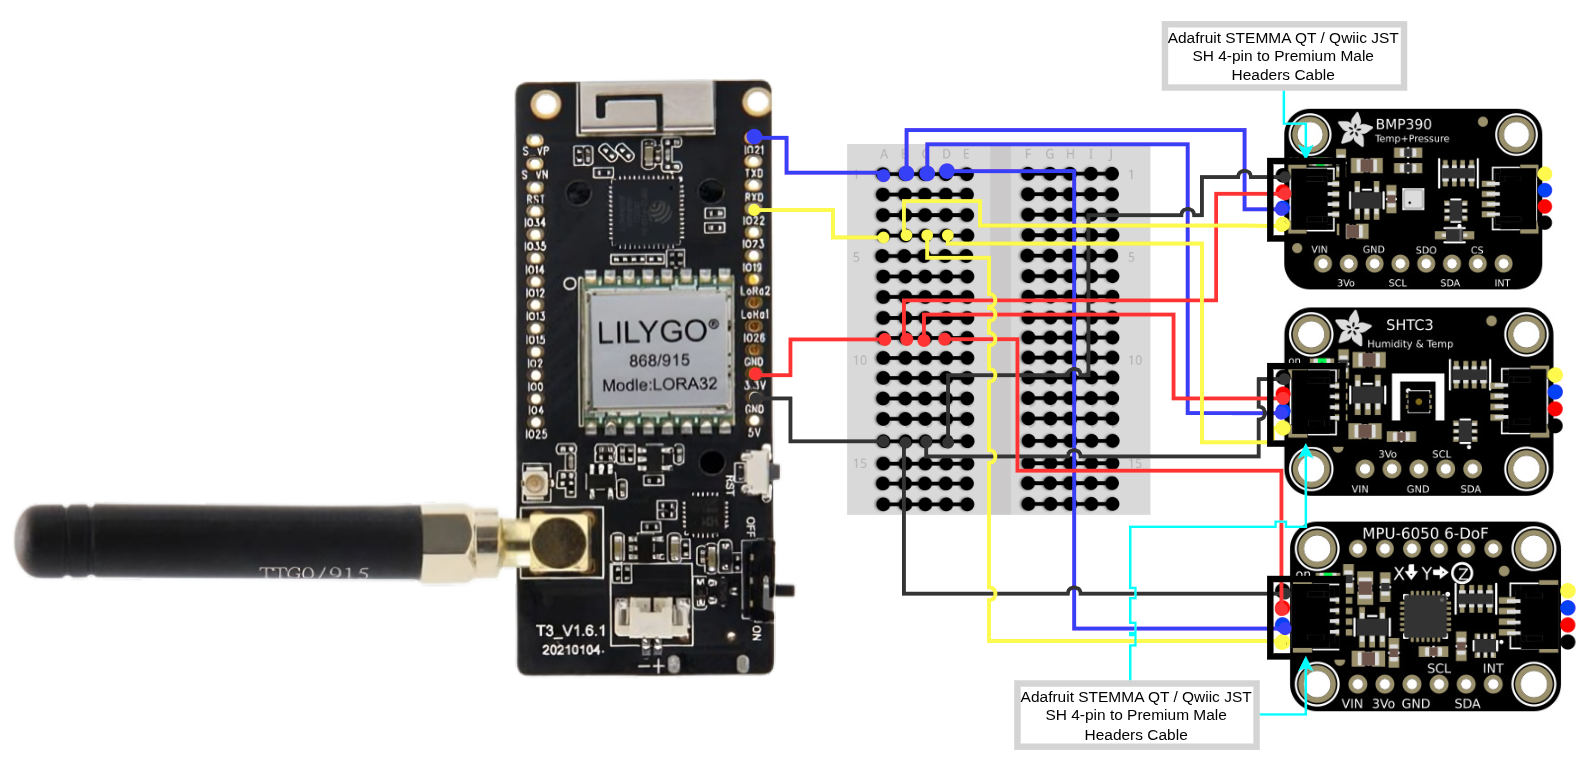 Adafruit STEMMA QT / Qwiic JST
SH 4-pin to Premium Male
Headers Cable
S_VP
S_VN
RST
IO34
IO35
IO14
IO12
IO13
IO15
IO2
IO0
IO4
IO25
IO21
TXD
RXD
IO22
IO23
IO19
LoRa2
LoRa1
IO26
GND
3.3V
GND
5V
LILYGO®
868/915
Modle:LORA32
RST
OFF
ON
TTGO/915
T3_V1.6.1
20210104
- +
A B C D E F G H I J
1 1
5 5
10 10
15 15
BMP390
Temp+Pressure
VIN GND SDO CS
3Vo SCL SDA INT
SHTC3
Humidity & Temp
on
3Vo SCL
VIN GND SDA
MPU-6050 6-DoF
on X Y Z
SCL INT
VIN 3Vo GND SDA
Adafruit STEMMA QT / Qwiic JST
SH 4-pin to Premium Male
Headers Cable